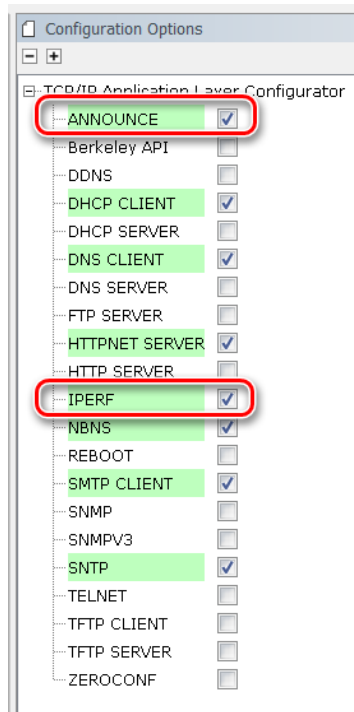 Configuration Options
TCP/IP Application Layer Configurator
ANNOUNCE
Berkeley API
DDNS
DHCP CLIENT
DHCP SERVER
DNS CLIENT
DNS SERVER
FTP SERVER
HTTPNET SERVER
HTTP SERVER
IPERF
NBNS
REBOOT
SMTP CLIENT
SNMP
SNMPV3
SNTP
TELNET
TFTP CLIENT
TFTP SERVER
ZEROCONF